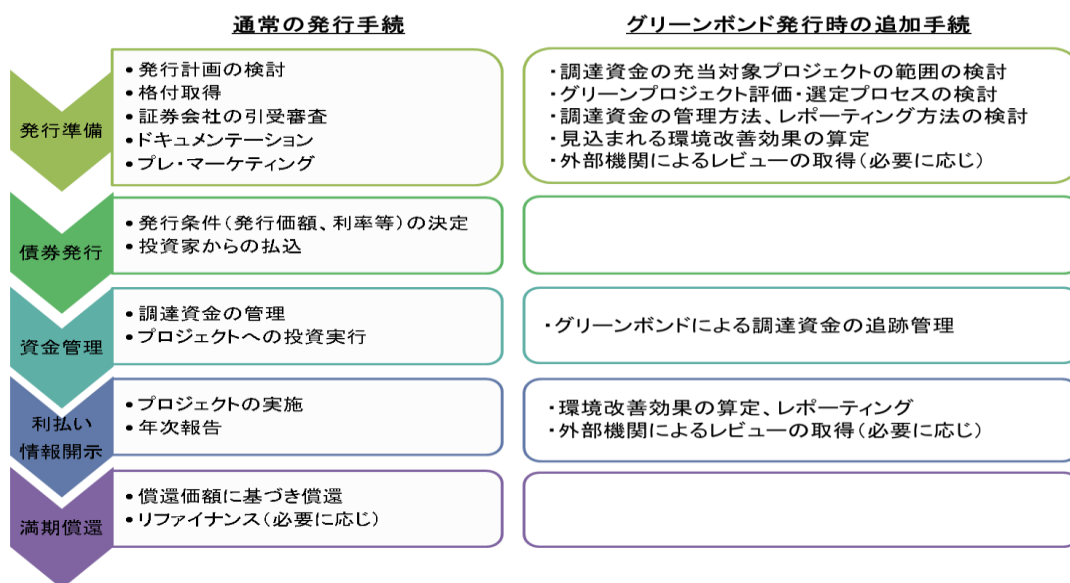 通常の発行手続
グリーンボンド発行時の追加手続
発行準備
• 発行計画の検討
• 格付取得
• 証券会社の引受審査
• ドキュメンテーション
• プレ・マーケティング
・調達資金の充当対象プロジェクトの範囲の検討
・グリーンプロジェクト評価・選定プロセスの検討
・調達資金の管理方法、レポーティング方法の検討
・見込まれる環境改善効果の算定
・外部機関によるレビューの取得（必要に応じ）
債券発行
• 発行条件（発行価額、利率等）の決定
• 投資家からの払込
資金管理
• 調達資金の管理
• プロジェクトへの投資実行
・グリーンボンドによる調達資金の追跡管理
利払い
情報開示
• プロジェクトの実施
• 年次報告
・環境改善効果の算定、レポーティング
・外部機関によるレビューの取得（必要に応じ）
満期償還
• 償還価額に基づき償還
• リファイナンス（必要に応じ）